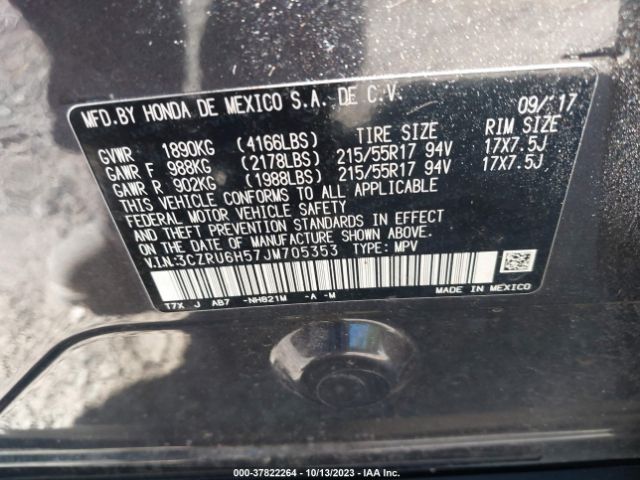 MFD. BY HONDA DE MEXICO S.A. DE C.V. 09/'17
GVWR 1890KG (4166LBS) TIRE SIZE RIM SIZE
GAWR F 988KG (2178LBS) 215/55R17 94V 17X7.5J
GAWR R 902KG (1988LBS) 215/55R17 94V 17X7.5J
THIS VEHICLE CONFORMS TO ALL APPLICABLE
FEDERAL MOTOR VEHICLE SAFETY
AND THEFT PREVENTION STANDARDS IN EFFECT
ON THE DATE OF MANUFACTURE SHOWN ABOVE.
V.I.N:3CZRU6H57JM705353 TYPE: MPV
T7X J AB7 -NH821M -A -M MADE IN MEXICO
000-37822264 - 10/13/2023 - IAA Inc.